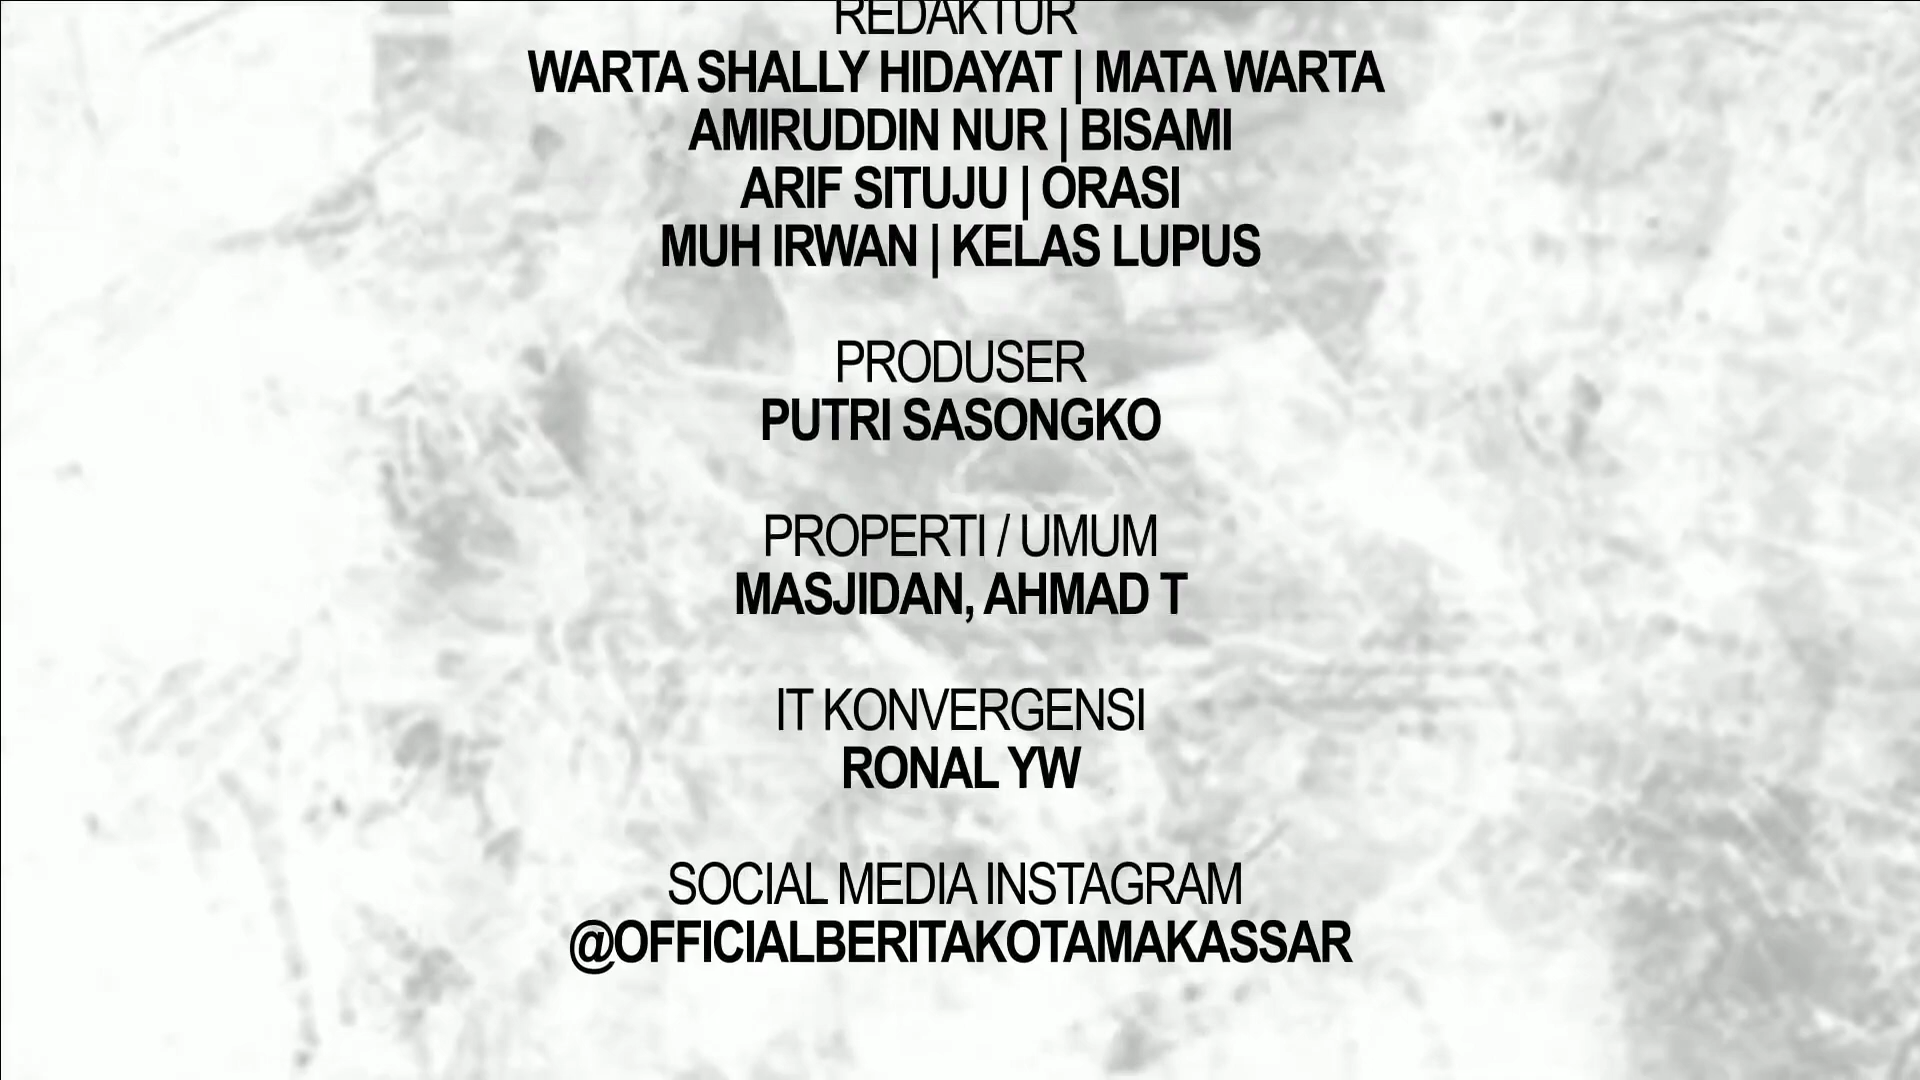 REDAKTUR
WARTA SHALLY HIDAYAT | MATA WARTA
AMIRUDDIN NUR | BISAMI
ARIF SITUJU | ORASI
MUH IRWAN | KELAS LUPUS
PRODUSER
PUTRI SASONGKO
PROPERTI / UMUM
MASJIDAN, AHMAD T
IT KONVERGENSI
RONAL YW
SOCIAL MEDIA INSTAGRAM
@OFFICIALBERITAKOTAMAKASSAR